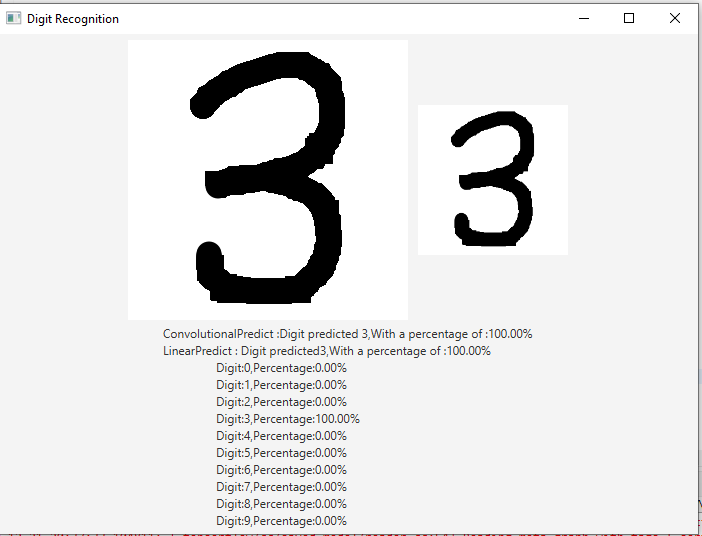 Digit Recognition
3
3
ConvolutionalPredict :Digit predicted 3,With a percentage of :100.00%
LinearPredict : Digit predicted3,With a percentage of :100.00%
Digit:0,Percentage:0.00%
Digit:1,Percentage:0.00%
Digit:2,Percentage:0.00%
Digit:3,Percentage:100.00%
Digit:4,Percentage:0.00%
Digit:5,Percentage:0.00%
Digit:6,Percentage:0.00%
Digit:7,Percentage:0.00%
Digit:8,Percentage:0.00%
Digit:9,Percentage:0.00%